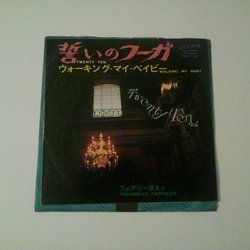 誓いのフーガ
TWENTY TEN
ウォーキング・マイ・ベイビー
WALKING MY BABY
Twenty Ten
フェアリーダスト